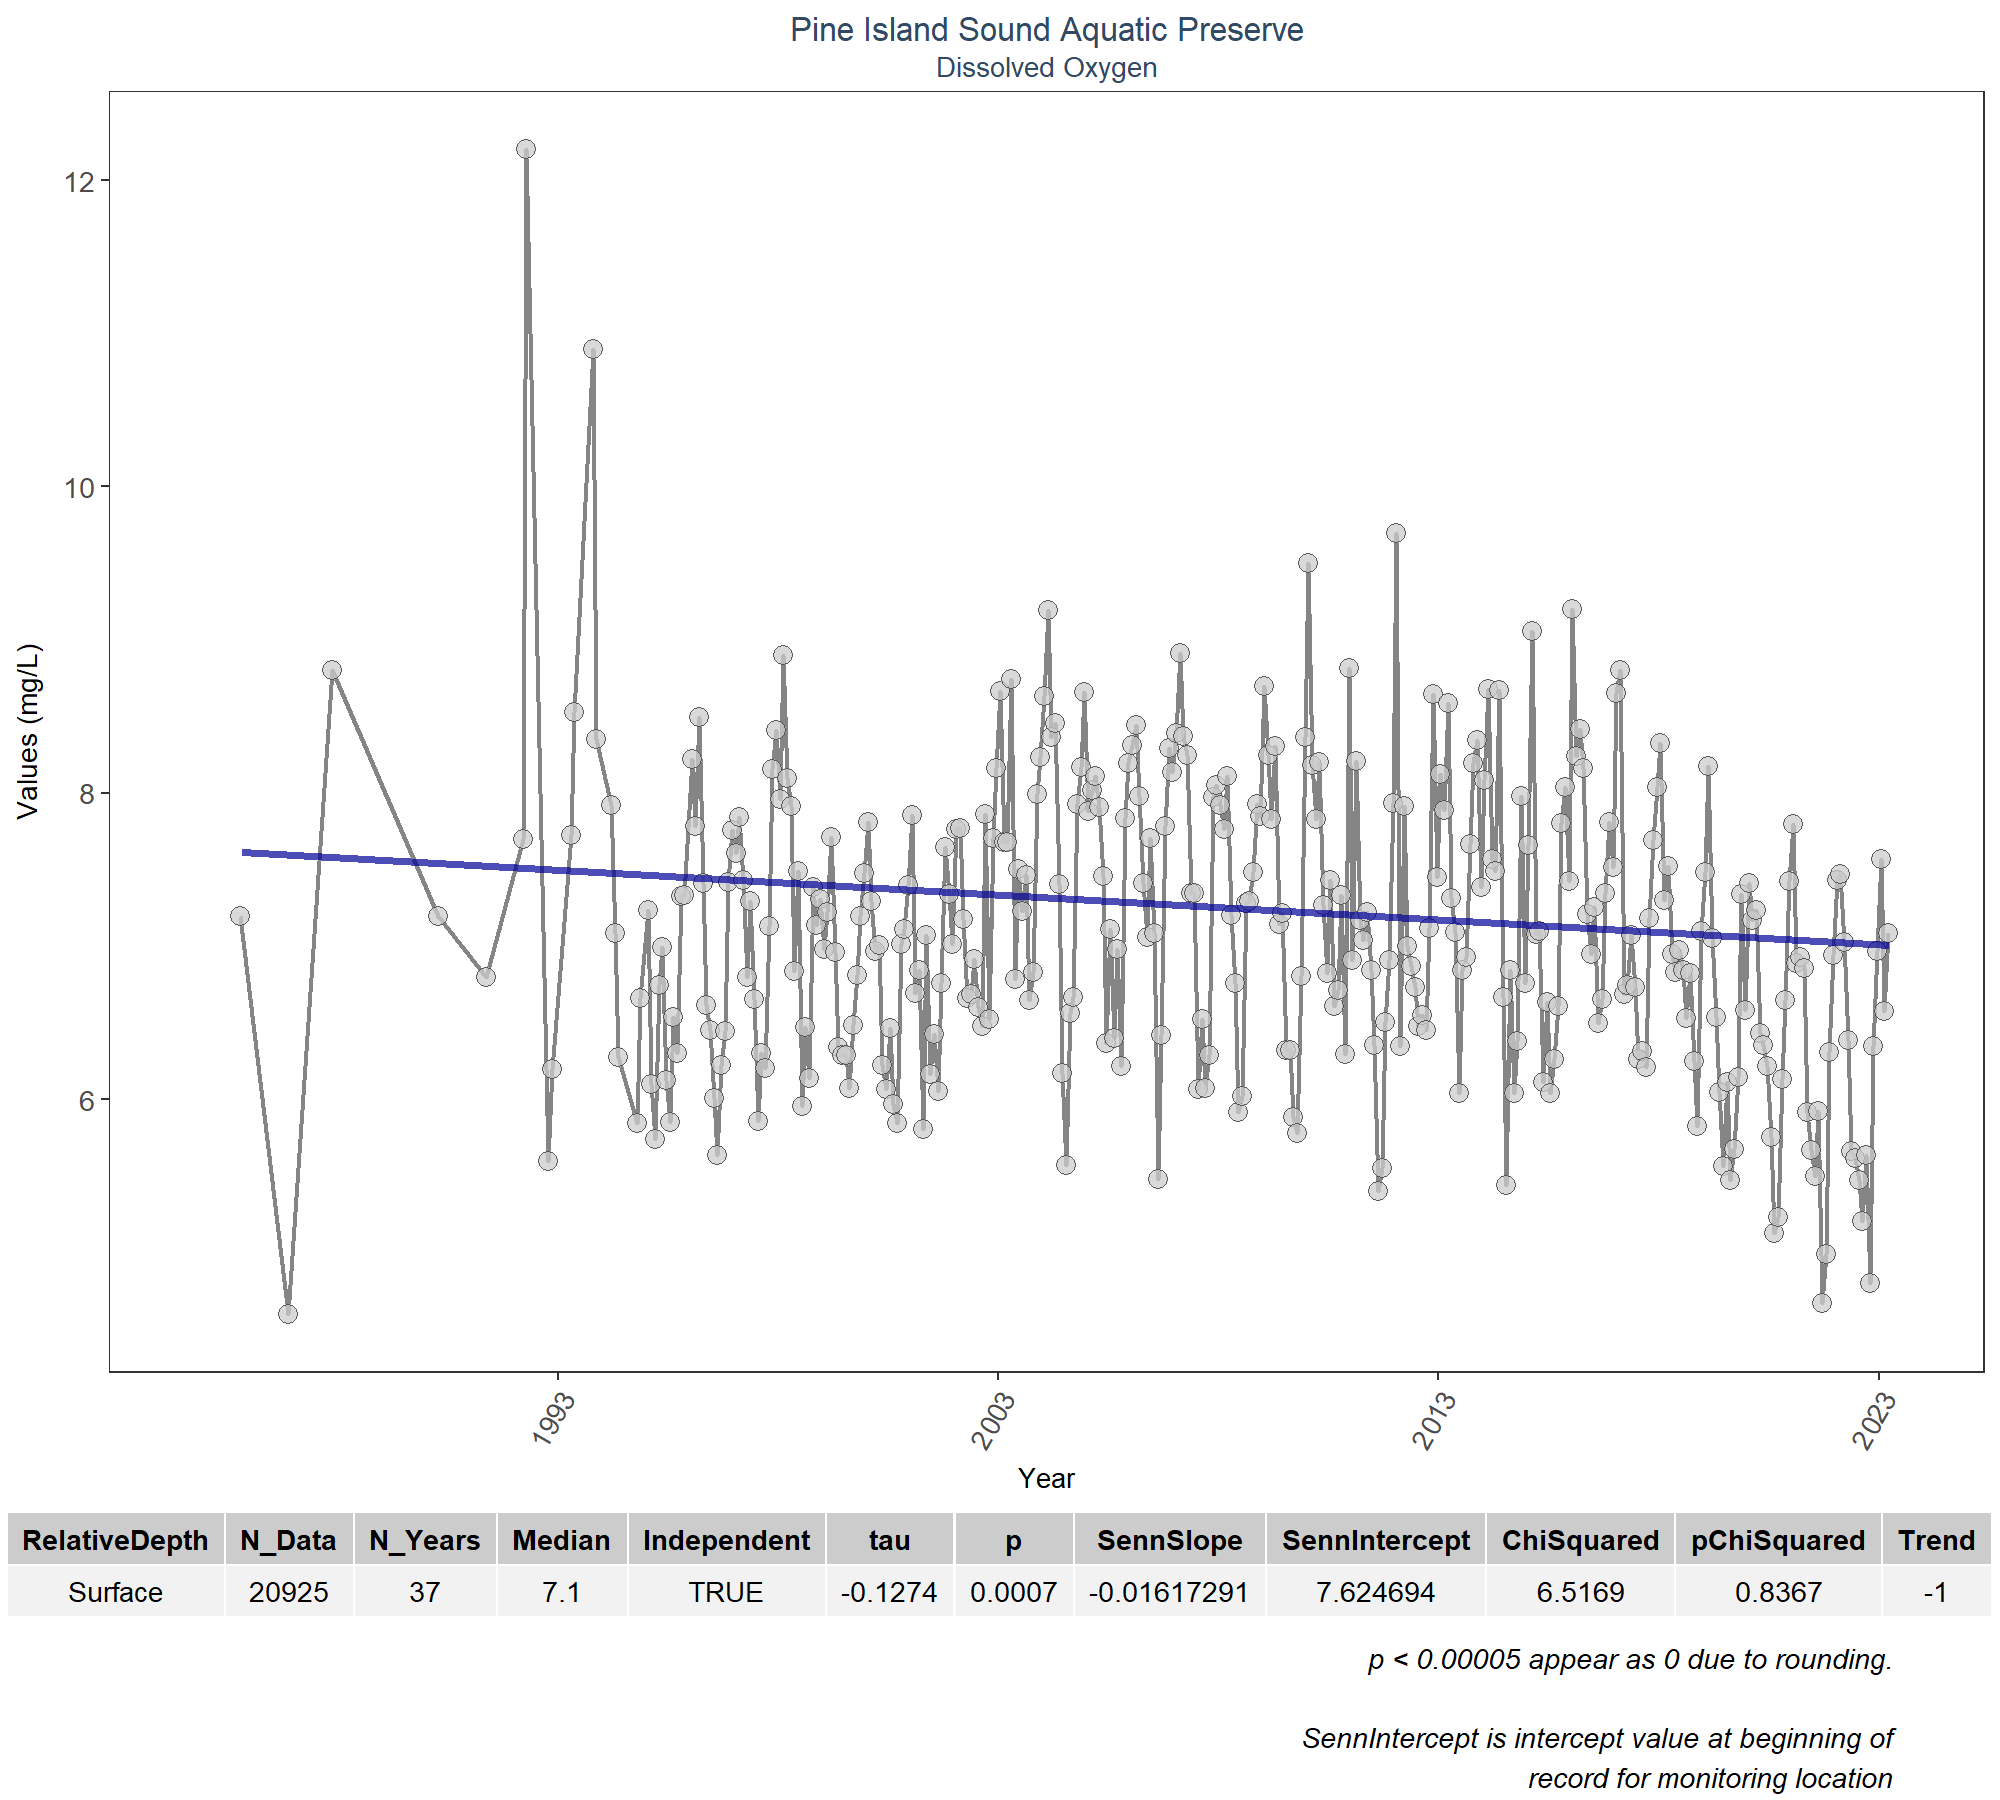 Pine Island Sound Aquatic Preserve
Dissolved Oxygen
Values (mg/L)
12
10
8
6
1993
2003
2013
2023
Year
RelativeDepth N_Data N_Years Median Independent tau p SennSlope SennIntercept ChiSquared pChiSquared Trend
Surface 20925 37 7.1 TRUE -0.1274 0.0007 -0.01617291 7.624694 6.5169 0.8367 -1
p < 0.00005 appear as 0 due to rounding.
SennIntercept is intercept value at beginning of
record for monitoring location